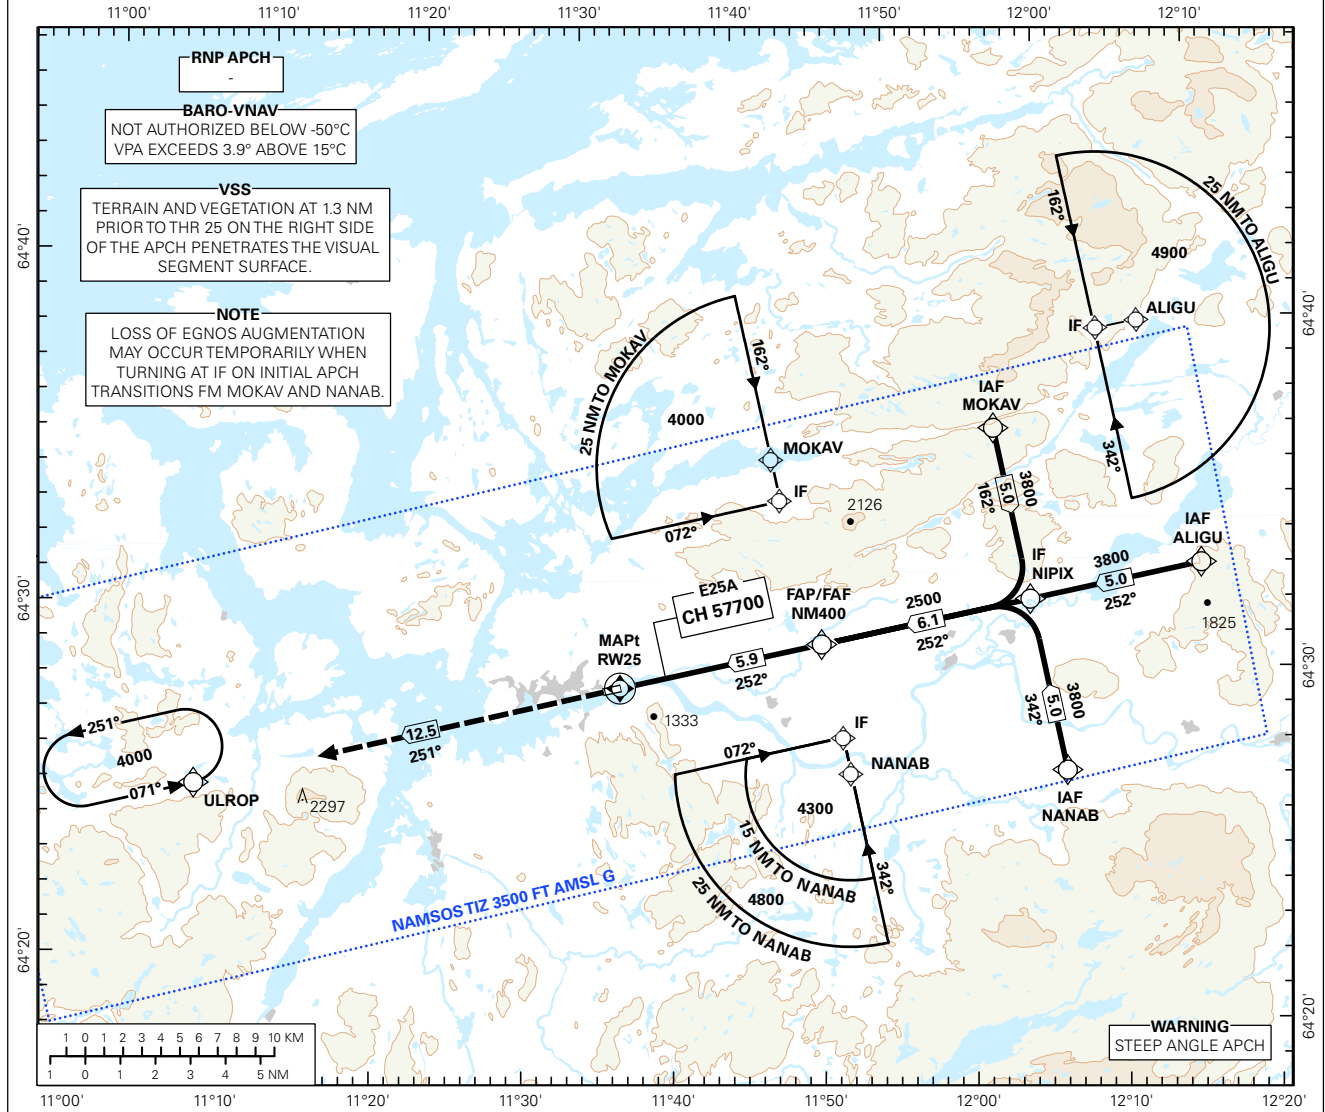 11°00'
11°10'
11°20'
11°30'
11°40'
11°50'
12°00'
12°10'
RNP APCH
-
BARO-VNAV
NOT AUTHORIZED BELOW -50°C
VPA EXCEEDS 3.9° ABOVE 15°C
VSS
TERRAIN AND VEGETATION AT 1.3 NM
PRIOR TO THR 25 ON THE RIGHT SIDE
OF THE APCH PENETRATES THE VISUAL
SEGMENT SURFACE.
NOTE
LOSS OF EGNOS AUGMENTATION
MAY OCCUR TEMPORARILY WHEN
TURNING AT IF ON INITIAL APCH
TRANSITIONS FM MOKAV AND NANAB.
64°40'
64°30'
64°20'
64°40'
64°30'
64°20'
25 NM TO ALIGU
162°
4900
IF
ALIGU
342°
25 NM TO MOKAV
162°
4000
MOKAV
IF
072°
2126
IAF
MOKAV
3800
5.0
162°
IAF
ALIGU
3800
5.0
252°
1825
IF
NIPIX
2500
6.1
252°
FAP/FAF
NM400
E25A
CH 57700
5.9
252°
MAPt
RW25
1333
12.5
251°
251°
4000
071°
ULROP
2297
3800
5.0
342°
IAF
NANAB
072°
IF
NANAB
4300
15 NM TO NANAB
342°
4800
25 NM TO NANAB
NAMSOS TIZ 3500 FT AMSL G
1 0 1 2 3 4 5 6 7 8 9 10 KM
1 0 1 2 3 4 5 NM
WARNING
STEEP ANGLE APCH
11°00'
11°10'
11°20'
11°30'
11°40'
11°50'
12°00'
12°10'
12°20'